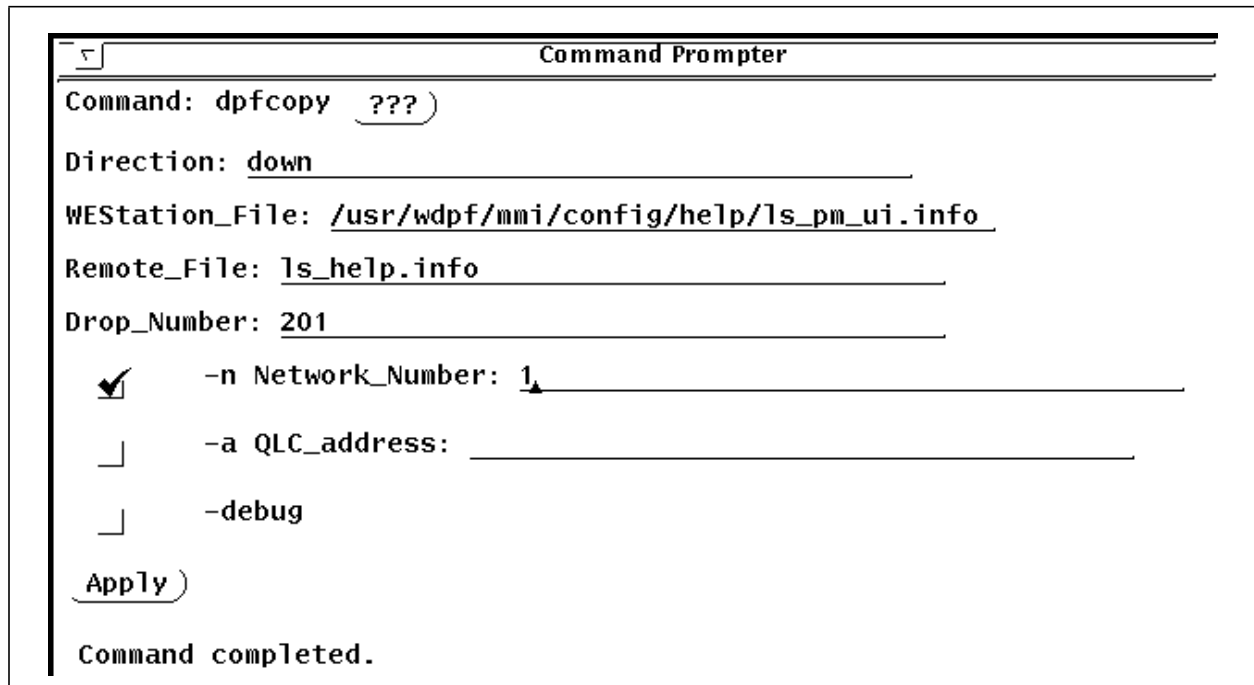 Command Prompter
Command: dpfcopy ???
Direction: down
WEStation_File: /usr/wdpf/mmi/config/help/ls_pm_ui.info
Remote_File: ls_help.info
Drop_Number: 201
-n Network_Number: 1
-a QLC_address:
-debug
Apply
Command completed.